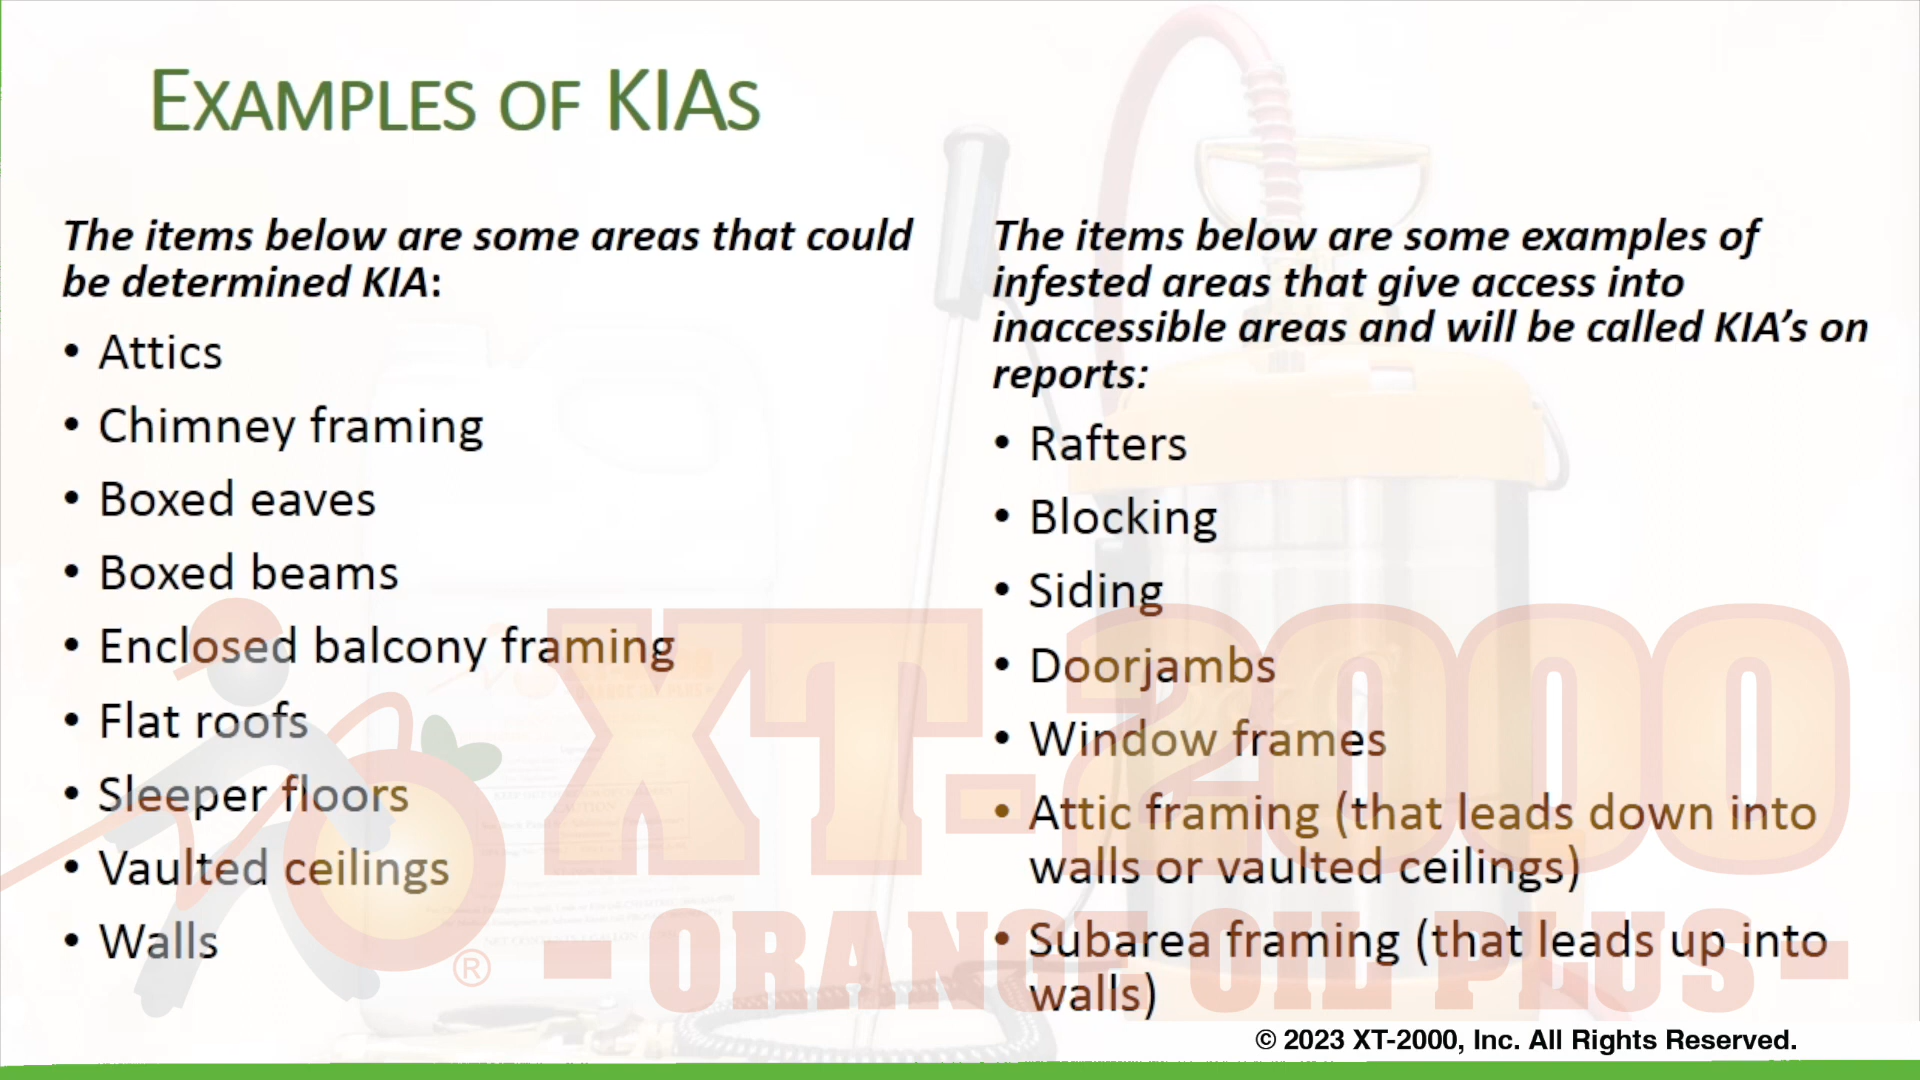 EXAMPLES OF KIAS
The items below are some areas that could
be determined KIA:
• Attics
• Chimney framing
• Boxed eaves
• Boxed beams
• Enclosed balcony framing
• Flat roofs
• Sleeper floors
• Vaulted ceilings
• Walls
The items below are some examples of
infested areas that give access into
inaccessible areas and will be called KIA’s on
reports:
• Rafters
• Blocking
• Siding
• Doorjambs
• Window frames
• Attic framing (that leads down into
walls or vaulted ceilings)
• Subarea framing (that leads up into
walls)
XT-2000
- ORANGE OIL PLUS -
®
© 2023 XT-2000, Inc. All Rights Reserved.